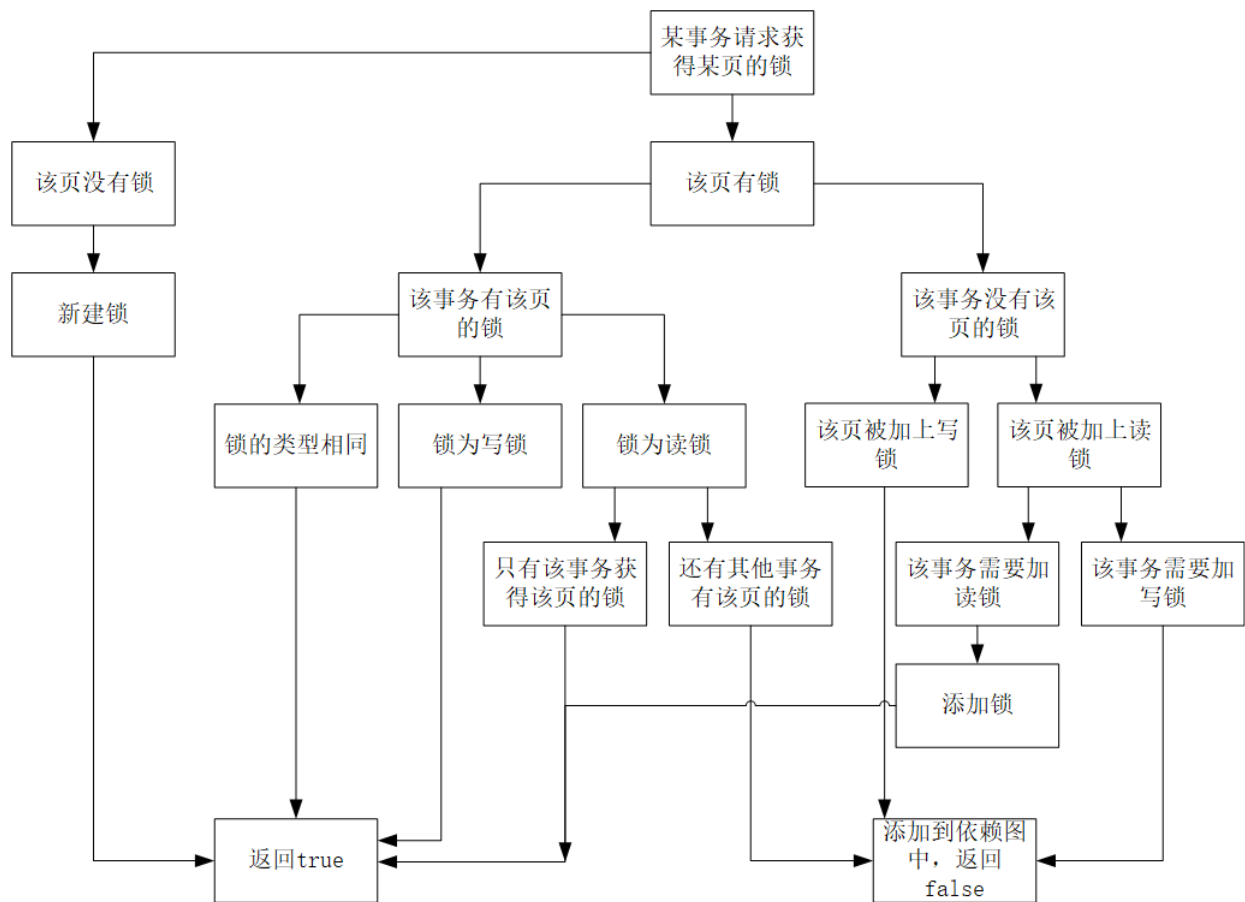 某事务请求获
得某页的锁
该页没有锁
该页有锁
新建锁
该事务有该页
的锁
该事务没有该
页的锁
锁的类型相同
锁为写锁
锁为读锁
该页被加上写
锁
该页被加上读
锁
只有该事务获
得该页的锁
还有其他事务
有该页的锁
该事务需要加
读锁
该事务需要加
写锁
添加锁
返回true
添加到依赖图
中，返回
false